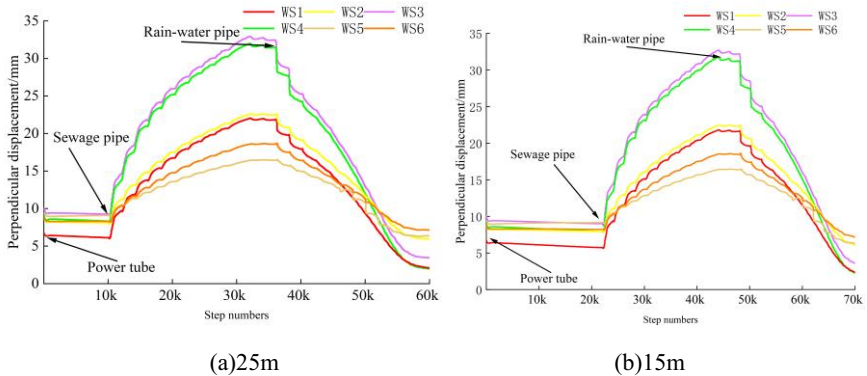 WS1 WS2 WS3
WS4 WS5 WS6
Perpendicular displacement/mm
35
30
25
20
15
10
5
0
Rain-water pipe
Sewage pipe
Power tube
10k 20k 30k 40k 50k 60k
Step numbers
(a)25m
WS1 WS2 WS3
WS4 WS5 WS6
Perpendicular displacement/mm
35
30
25
20
15
10
5
0
Rain-water pipe
Sewage pipe
Power tube
10k 20k 30k 40k 50k 60k 70k
Step numbers
(b)15m